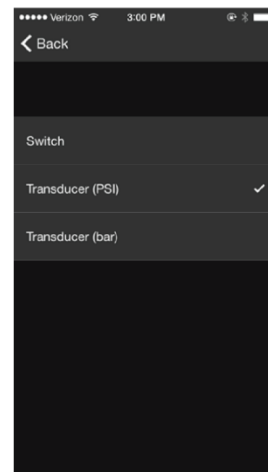 Verizon 3:00 PM
Back
Switch
Transducer (PSI)
Transducer (bar)